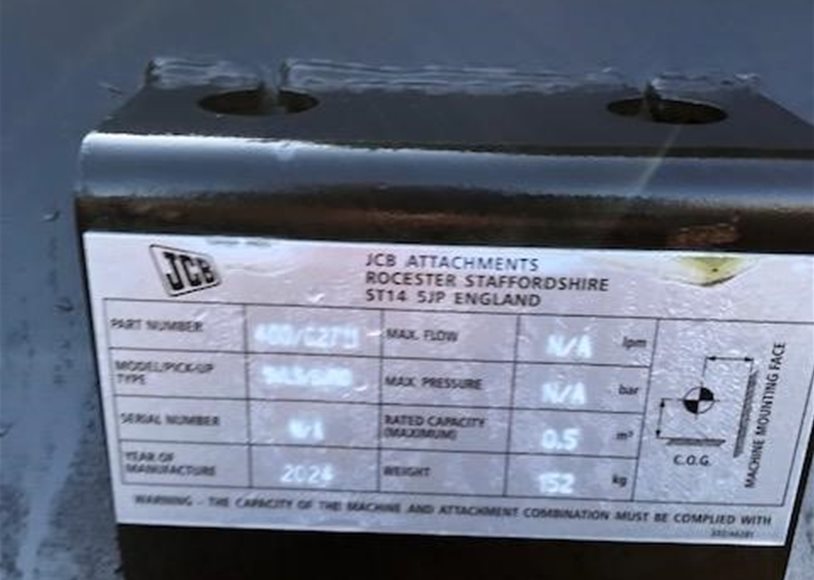 JCB
JCB ATTACHMENTS
ROCESTER STAFFORDSHIRE
ST14 5JP ENGLAND
PART NUMBER
MAX. FLOW N/A lpm
MODEL/PICK-UP
TYPE
MAX. PRESSURE N/A bar
SERIAL NUMBER
RATED CAPACITY
(MAXIMUM) 0.5 m³
YEAR OF
MANUFACTURE 2024
WEIGHT 152 kg
C.O.G.
MACHINE MOUNTING FACE
WARNING - THE CAPACITY OF THE MACHINE AND ATTACHMENT COMBINATION MUST BE COMPLIED WITH